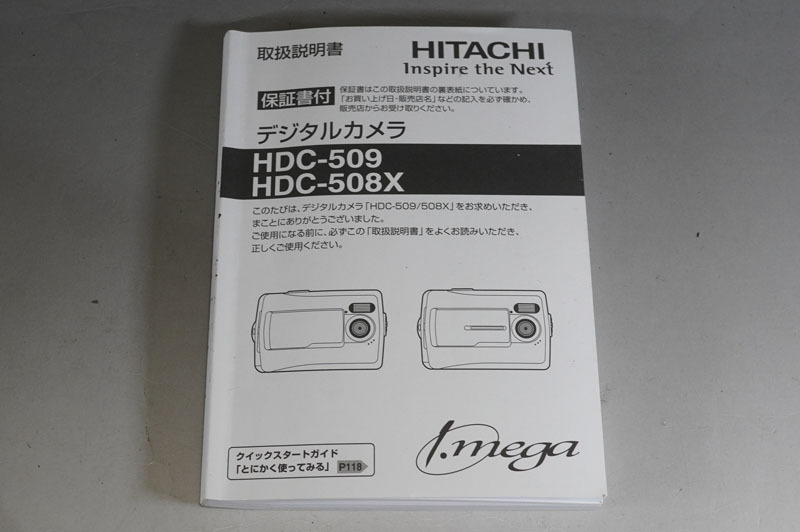 取扱説明書
HITACHI
Inspire the Next
保証書付
保証書はこの取扱説明書の裏表紙についています。
「お買い上げ日・販売店名」などの記入を必ず確かめ、
販売店からお受け取りください。
デジタルカメラ
HDC-509
HDC-508X
このたびは、デジタルカメラ「HDC-509/508X」をお求めいただき、
まことにありがとうございました。
ご使用になる前に、必ずこの「取扱説明書」をよくお読みいただき、
正しくご使用ください。
I.mega
クイックスタートガイド
「とにかく使ってみる」 P118